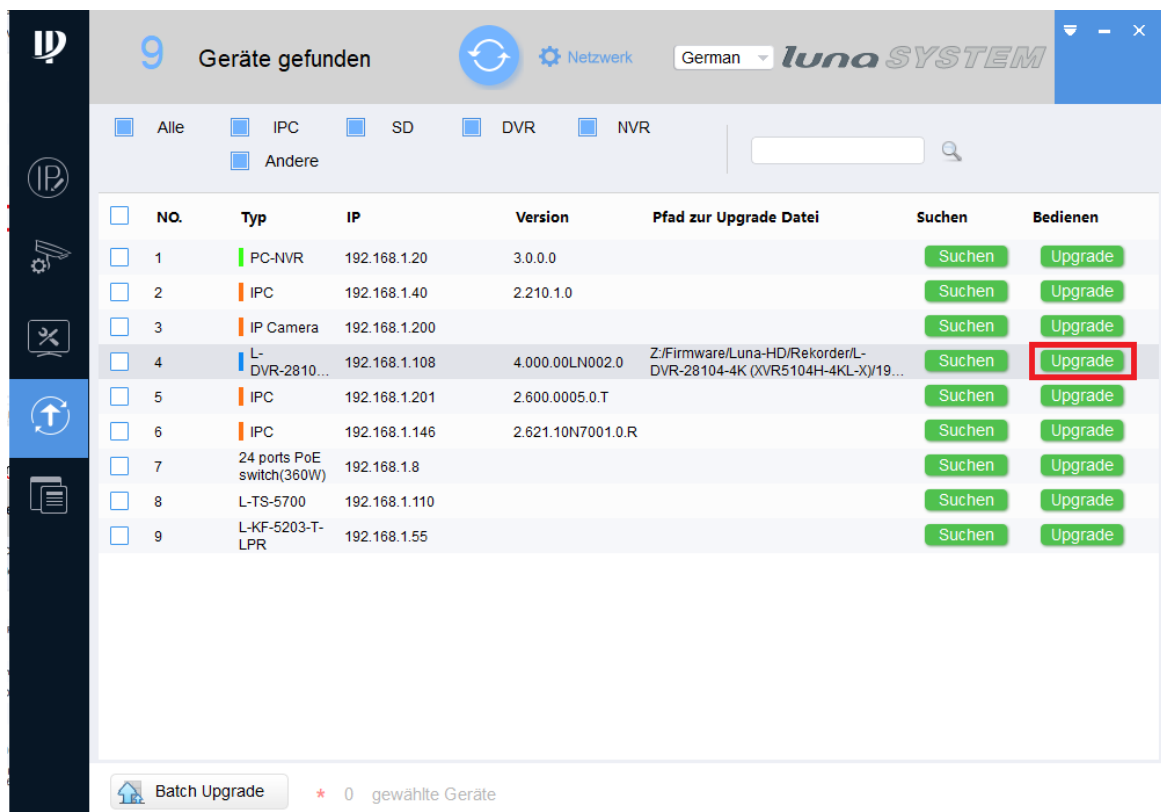 9 Geräte gefunden Netzwerk German luna SYSTEM
Alle IPC SD DVR NVR
Andere
NO. Typ IP Version Pfad zur Upgrade Datei Suchen Bedienen
1 PC-NVR 192.168.1.20 3.0.0.0 Suchen Upgrade
2 IPC 192.168.1.40 2.210.1.0 Suchen Upgrade
3 IP Camera 192.168.1.200 Suchen Upgrade
4 L-DVR-2810... 192.168.1.108 4.000.00LN002.0 Z:/Firmware/Luna-HD/Rekorder/L-DVR-28104-4K (XVR5104H-4KL-X)/19... Suchen Upgrade
5 IPC 192.168.1.201 2.600.0005.0.T Suchen Upgrade
6 IPC 192.168.1.146 2.621.10N7001.0.R Suchen Upgrade
7 24 ports PoE switch(360W) 192.168.1.8 Suchen Upgrade
8 L-TS-5700 192.168.1.110 Suchen Upgrade
9 L-KF-5203-T-LPR 192.168.1.55 Suchen Upgrade
Batch Upgrade * 0 gewählte Geräte